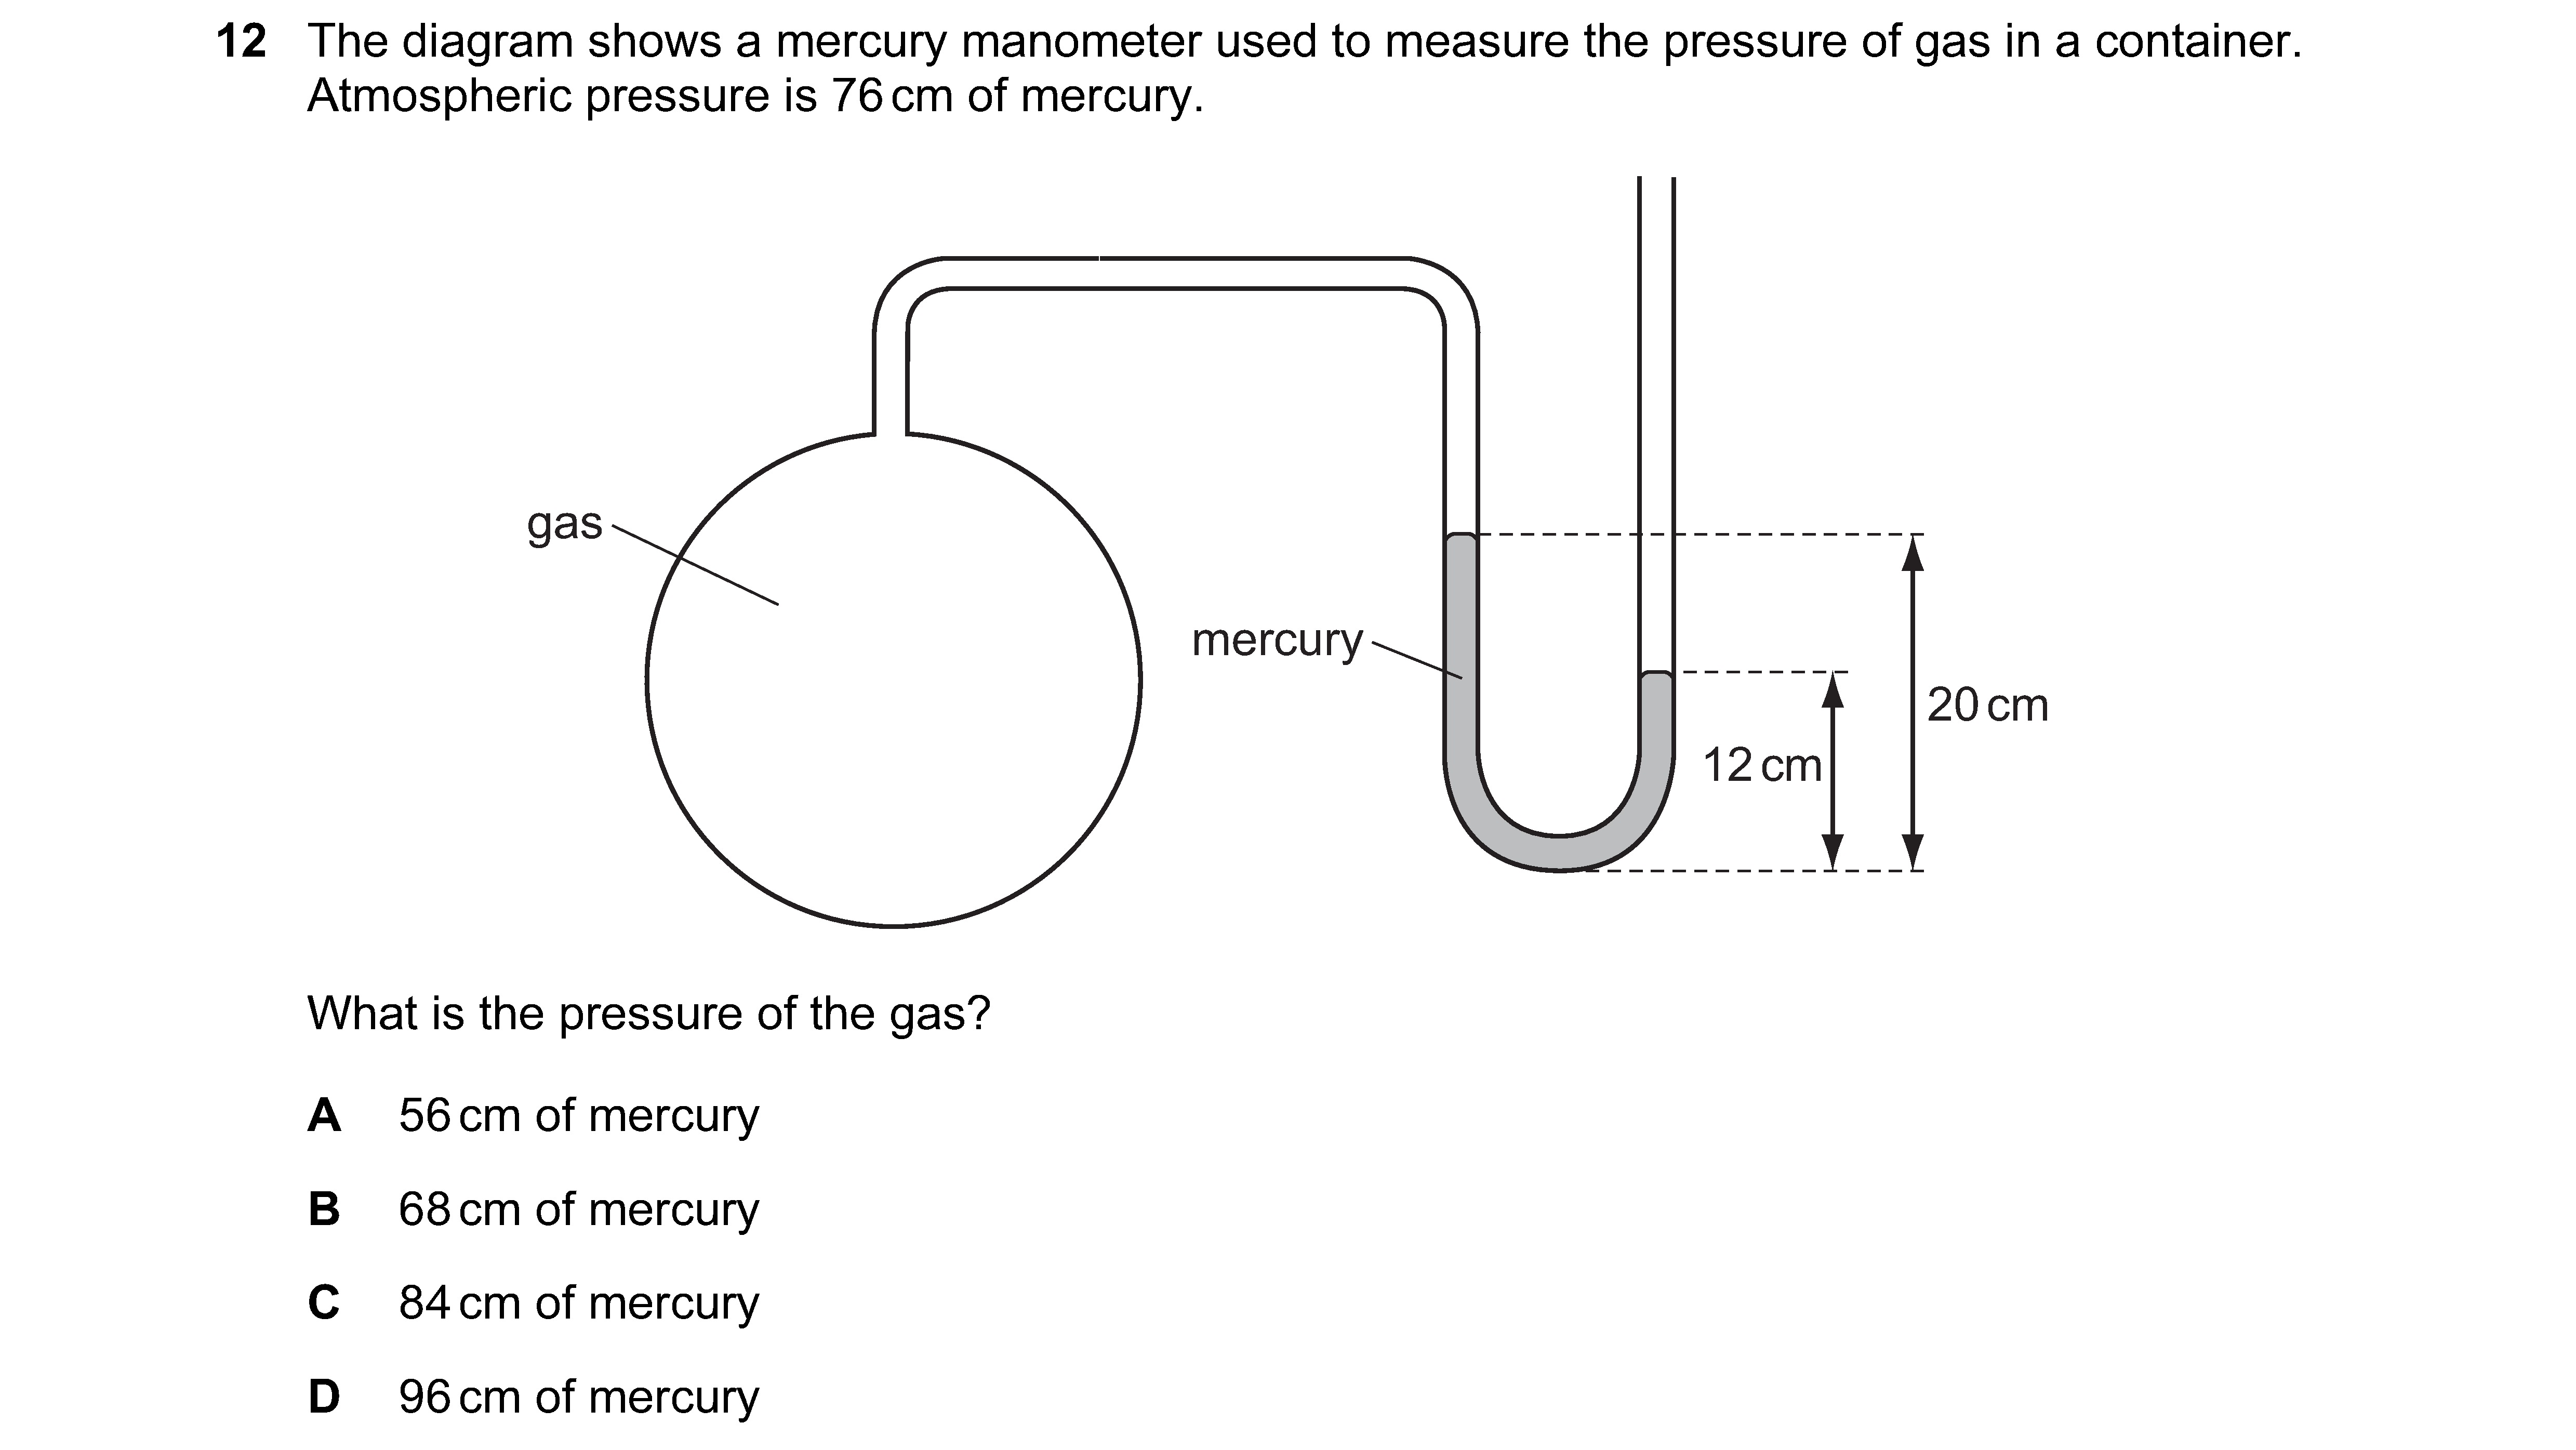 12 The diagram shows a mercury manometer used to measure the pressure of gas in a container.
Atmospheric pressure is 76 cm of mercury.
gas
mercury
20 cm
12 cm
What is the pressure of the gas?
A 56 cm of mercury
B 68 cm of mercury
C 84 cm of mercury
D 96 cm of mercury